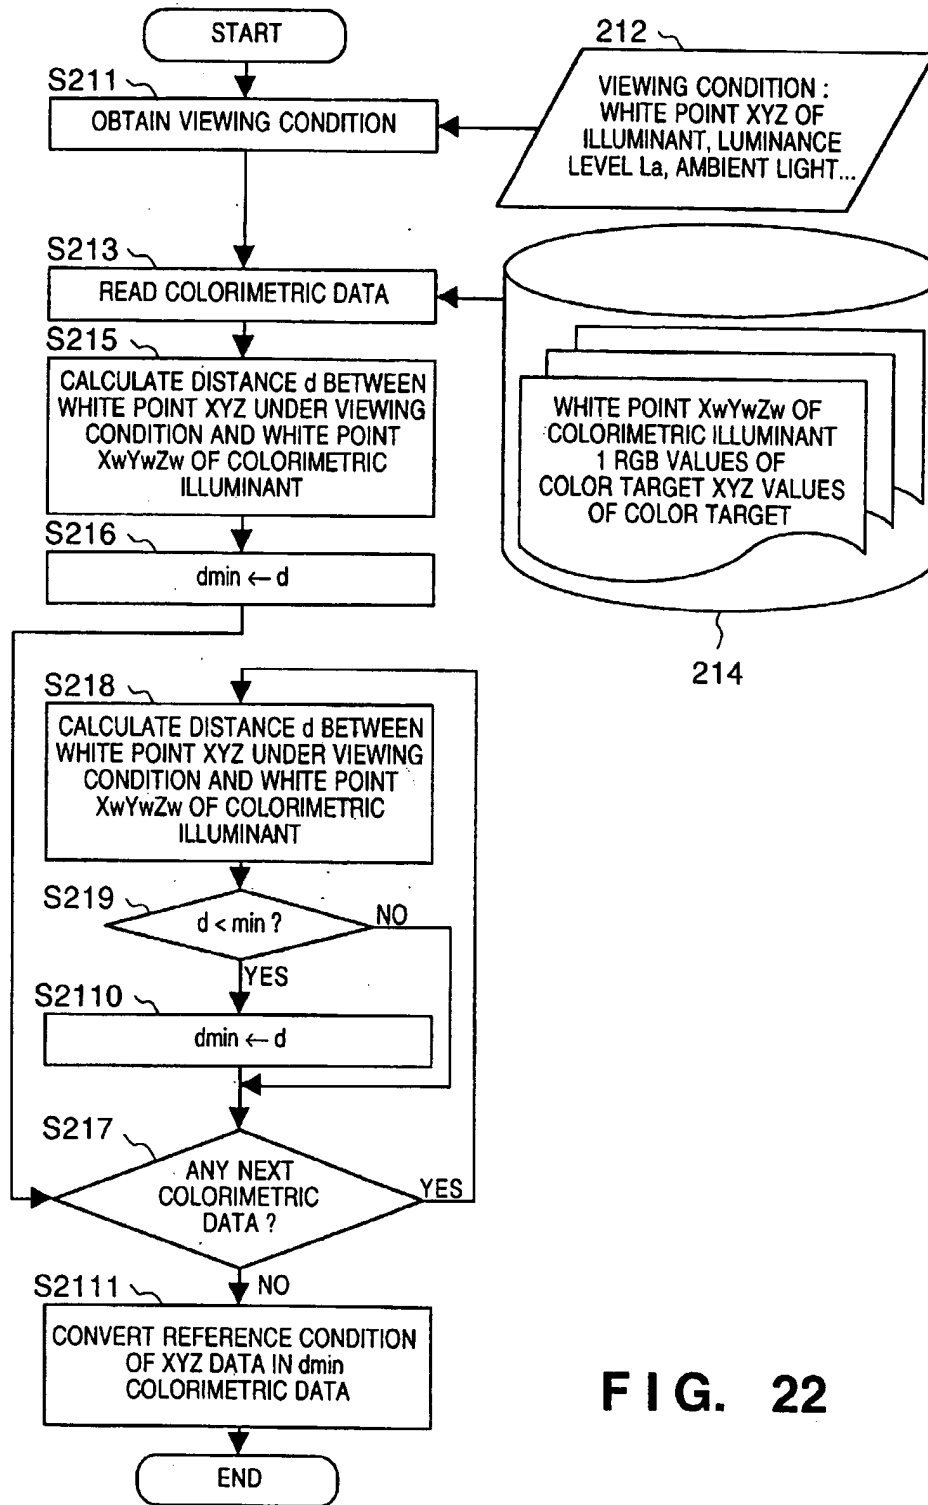 START
212
S211
OBTAIN VIEWING CONDITION
VIEWING CONDITION :
WHITE POINT XYZ OF
ILLUMINANT, LUMINANCE
LEVEL La, AMBIENT LIGHT...
S213
READ COLORIMETRIC DATA
S215
CALCULATE DISTANCE d BETWEEN
WHITE POINT XYZ UNDER VIEWING
CONDITION AND WHITE POINT
XwYwZw OF COLORIMETRIC
ILLUMINANT
WHITE POINT XwYwZw OF
COLORIMETRIC ILLUMINANT
1 RGB VALUES OF
COLOR TARGET XYZ VALUES
OF COLOR TARGET
S216
dmin ← d
214
S218
CALCULATE DISTANCE d BETWEEN
WHITE POINT XYZ UNDER VIEWING
CONDITION AND WHITE POINT
XwYwZw OF COLORIMETRIC
ILLUMINANT
S219
d < min ?
NO
YES
S2110
dmin ← d
S217
ANY NEXT
COLORIMETRIC
DATA ?
YES
NO
S2111
CONVERT REFERENCE CONDITION
OF XYZ DATA IN dmin
COLORIMETRIC DATA
END
FIG. 22